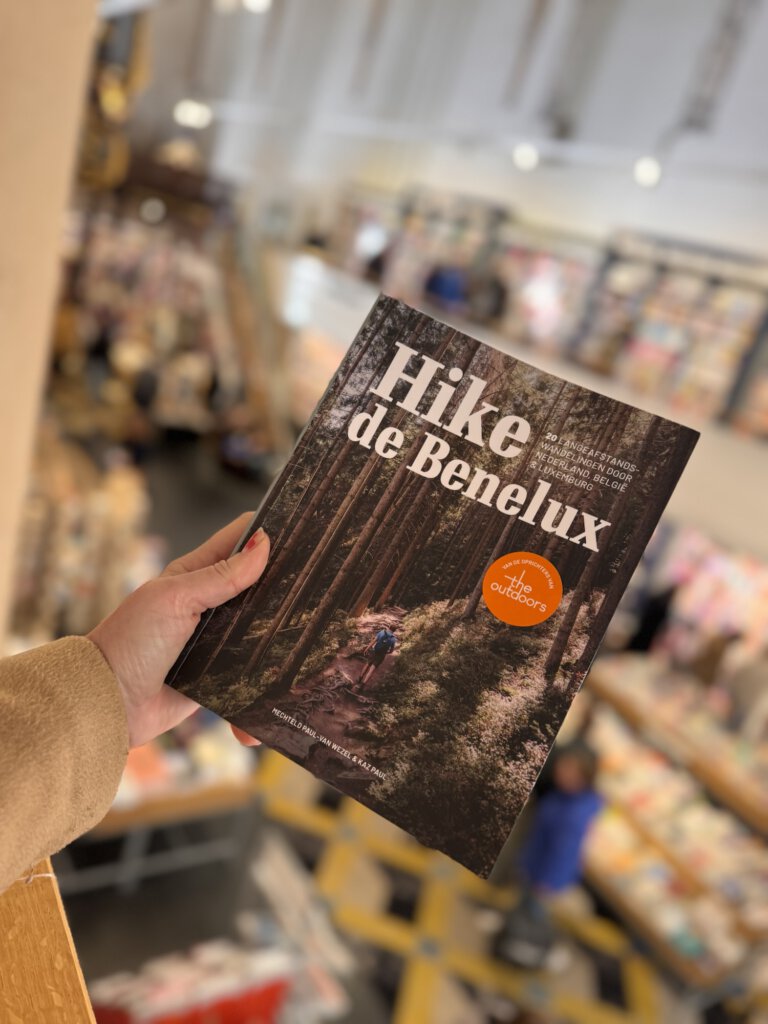 Hike
de Benelux
20 LANGEAFSTANDS-
WANDELINGEN DOOR
NEDERLAND, BELGIË
& LUXEMBURG
VAN DE OPRICHTERS VAN
the
outdoors
MECHTELD PAUL-VAN WEZEL & KAZ PAUL